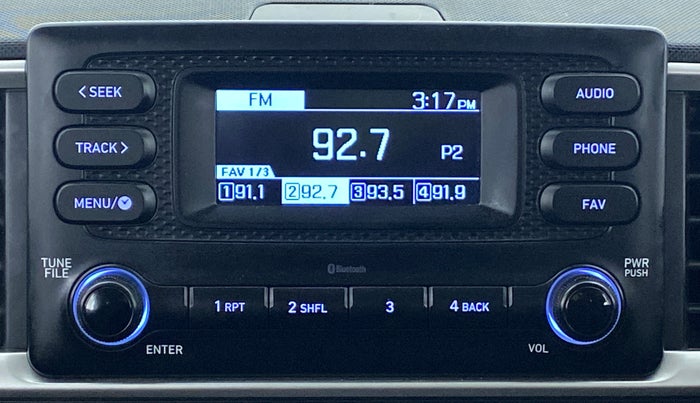 < SEEK
TRACK >
MENU/
FM 3:17 PM
92.7 P2
FAV 1/3
1 91.1 2 92.7 3 93.5 4 91.9
AUDIO
PHONE
FAV
TUNE
FILE
Bluetooth
PWR
PUSH
1 RPT 2 SHFL 3 4 BACK
ENTER
VOL